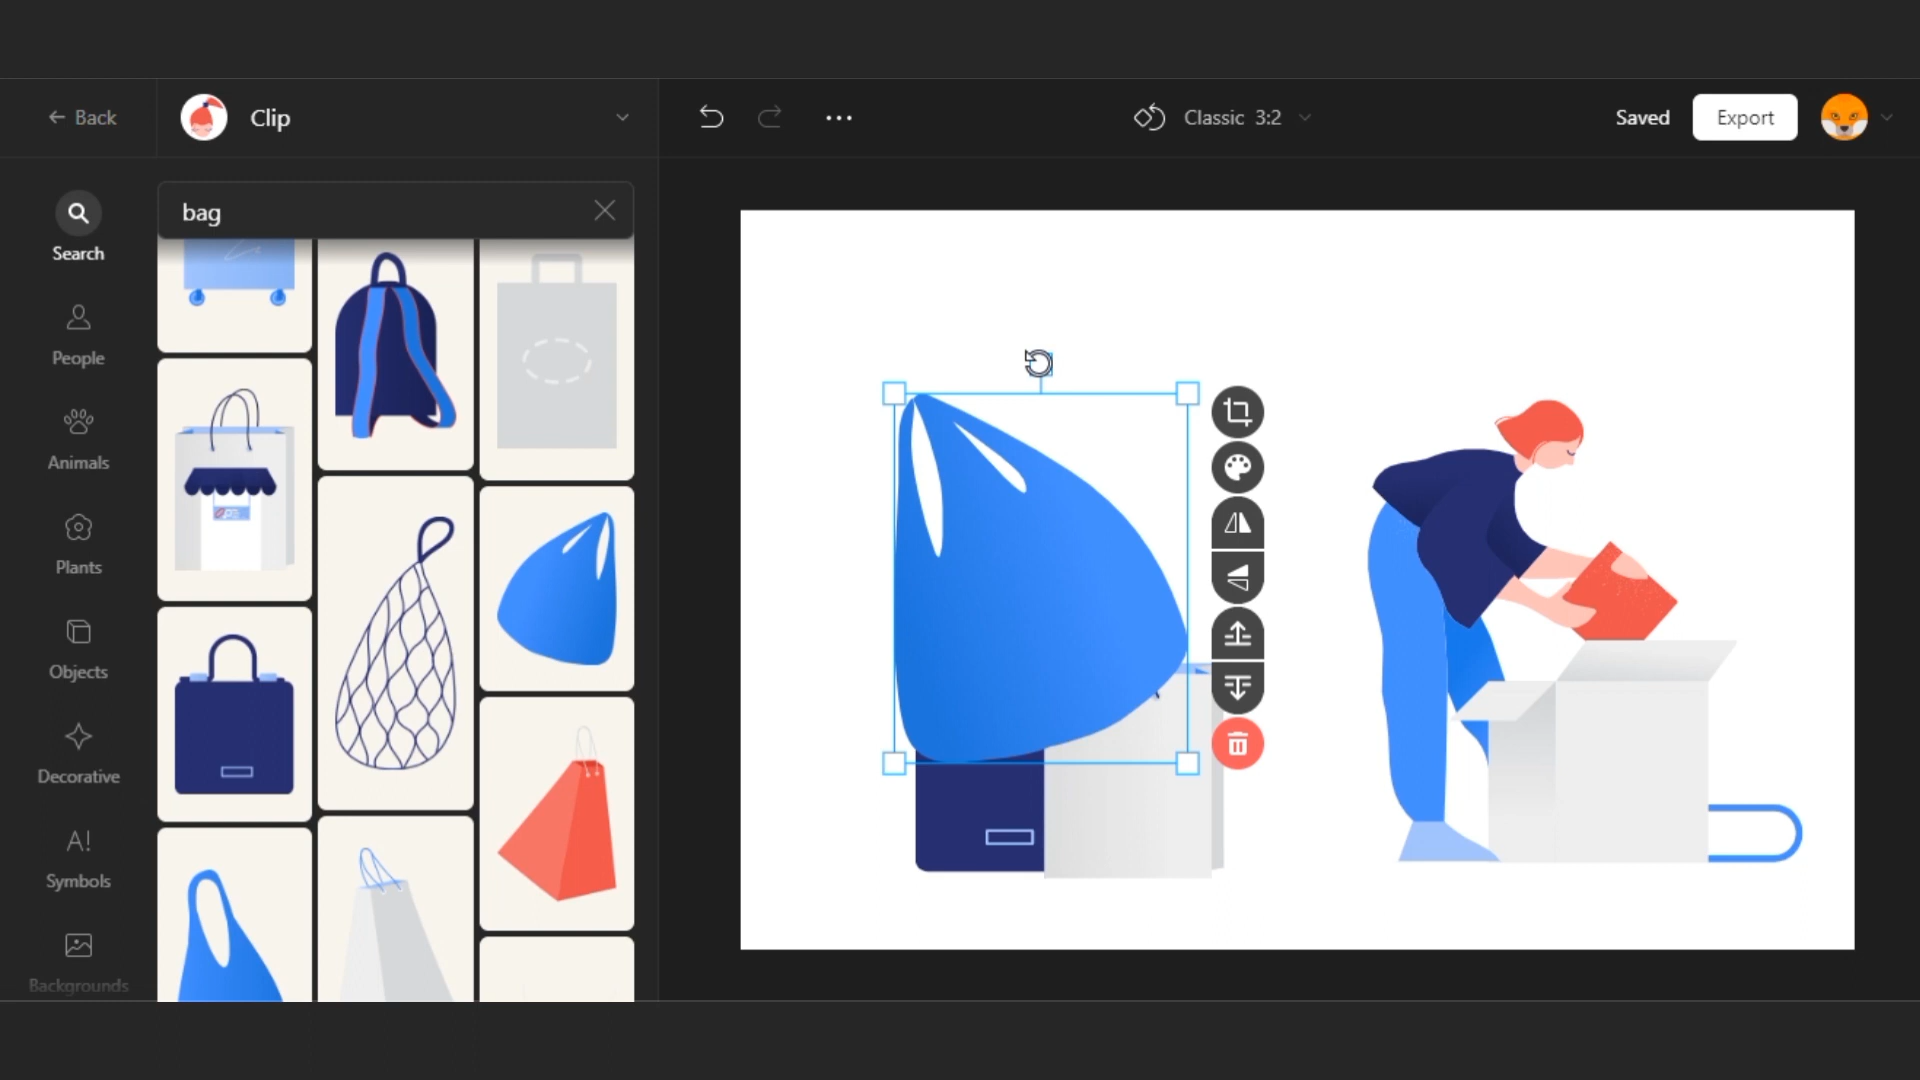 Back
Clip
Classic 3:2
Saved
Export
bag
Search
People
Animals
Plants
Objects
Decorative
A!
Symbols
Backgrounds